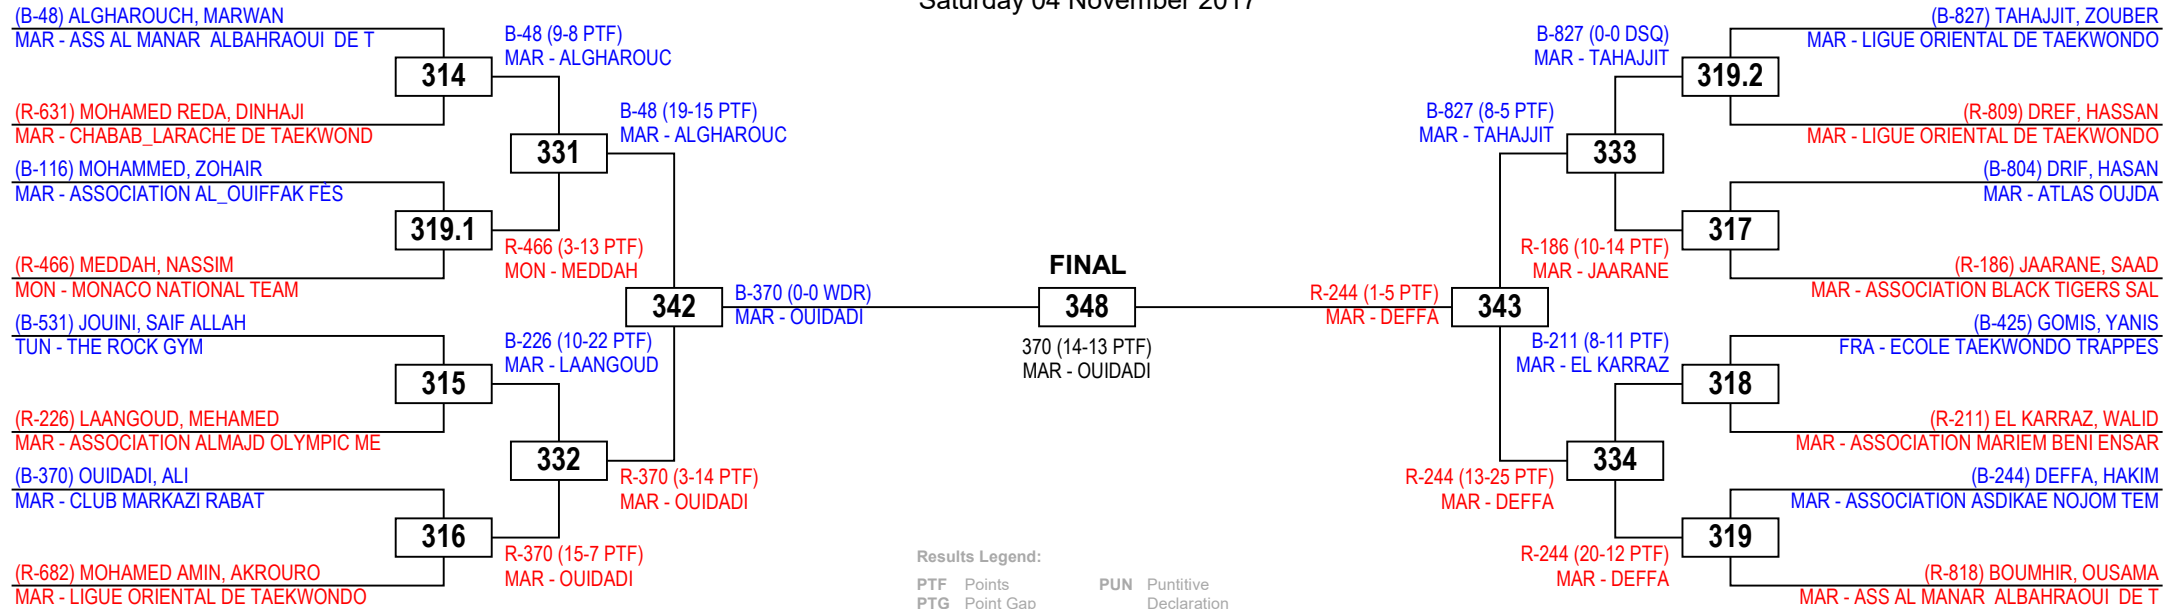 Saturday 04 November 2017
(B-48) ALGHAROUCH, MARWAN
MAR - ASS AL MANAR  ALBAHRAOUI  DE T
314
(R-631) MOHAMED REDA, DINHAJI
MAR - CHABAB_LARACHE DE TAEKWOND
(B-116) MOHAMMED, ZOHAIR
MAR - ASSOCIATION AL_OUIFFAK FÈS
319.1
(R-466) MEDDAH, NASSIM
MON - MONACO NATIONAL TEAM
(B-531) JOUINI, SAIF ALLAH
TUN - THE ROCK GYM
315
(R-226) LAANGOUD, MEHAMED
MAR - ASSOCIATION ALMAJD OLYMPIC ME
(B-370) OUIDADI, ALI
MAR - CLUB MARKAZI RABAT
316
(R-682) MOHAMED AMIN, AKROURO
MAR - LIGUE ORIENTAL DE TAEKWONDO
B-48 (9-8 PTF)
MAR - ALGHAROUC
331
R-466 (3-13 PTF)
MON - MEDDAH
B-226 (10-22 PTF)
MAR - LAANGOUD
332
R-370 (15-7 PTF)
MAR - OUIDADI
B-48 (19-15 PTF)
MAR - ALGHAROUC
342
R-370 (3-14 PTF)
MAR - OUIDADI
B-370 (0-0 WDR)
MAR - OUIDADI
FINAL
348
370 (14-13 PTF)
MAR - OUIDADI
R-244 (1-5 PTF)
MAR - DEFFA
B-827 (8-5 PTF)
MAR - TAHAJJIT
343
R-244 (13-25 PTF)
MAR - DEFFA
B-827 (0-0 DSQ)
MAR - TAHAJJIT
333
R-186 (10-14 PTF)
MAR - JAARANE
B-211 (8-11 PTF)
MAR - EL KARRAZ
334
R-244 (20-12 PTF)
MAR - DEFFA
(B-827) TAHAJJIT, ZOUBER
MAR - LIGUE ORIENTAL DE TAEKWONDO
319.2
(R-809) DREF, HASSAN
MAR - LIGUE ORIENTAL DE TAEKWONDO
(B-804) DRIF, HASAN
MAR - ATLAS OUJDA
317
(R-186) JAARANE, SAAD
MAR - ASSOCIATION BLACK TIGERS SAL
(B-425) GOMIS, YANIS
FRA - ECOLE TAEKWONDO TRAPPES
318
(R-211) EL KARRAZ, WALID
MAR - ASSOCIATION MARIEM BENI ENSAR
(B-244) DEFFA, HAKIM
MAR - ASSOCIATION ASDIKAE NOJOM TEM
319
(R-818) BOUMHIR, OUSAMA
MAR - ASS AL MANAR  ALBAHRAOUI  DE T
Results Legend:
PTF Points PUN Puntitive
PTG Point Gap Declaration